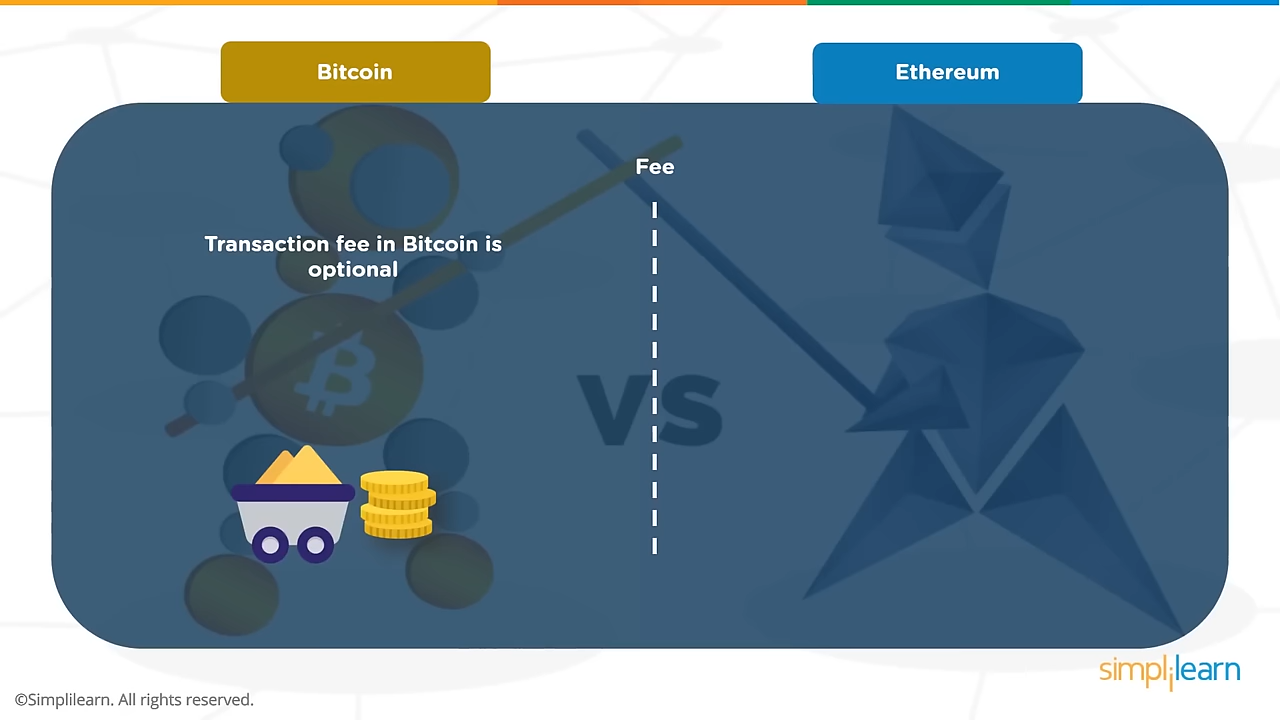 Bitcoin
Ethereum
Fee
Transaction fee in Bitcoin is
optional
VS
simplilearn
©Simplilearn. All rights reserved.